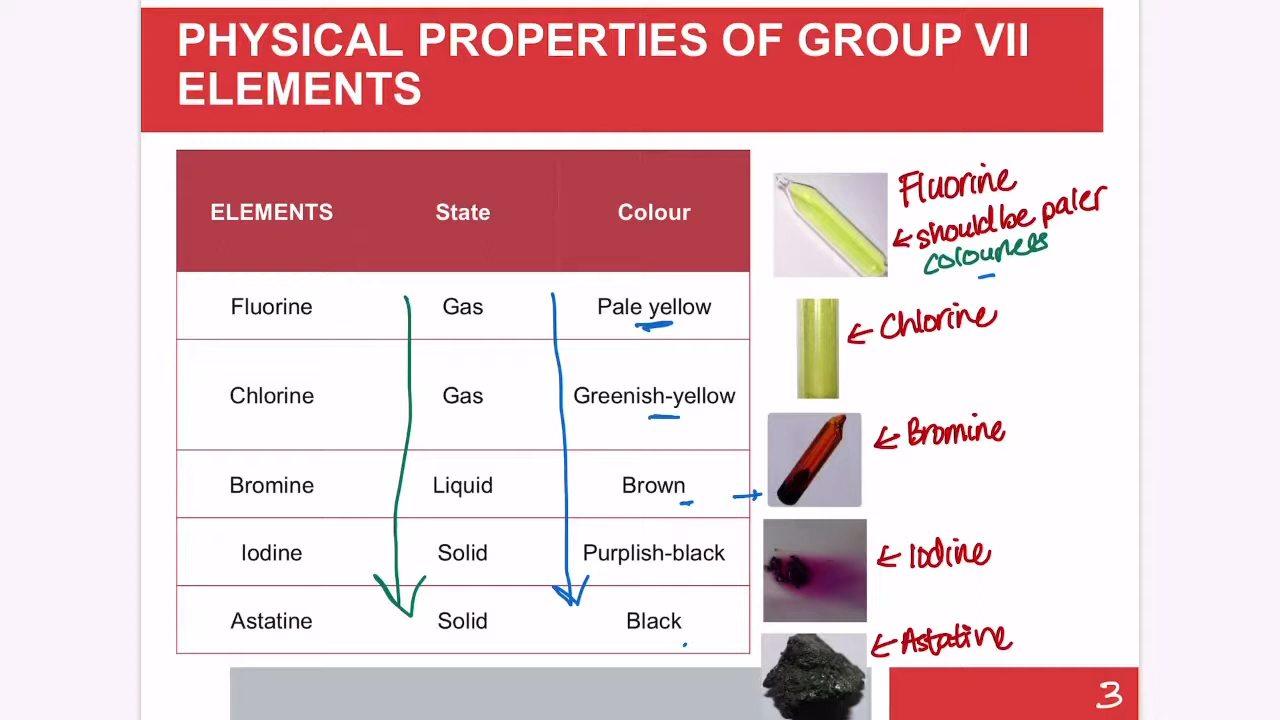 PHYSICAL PROPERTIES OF GROUP VII
ELEMENTS
ELEMENTS State Colour
Fluorine Gas Pale yellow
Chlorine Gas Greenish-yellow
Bromine Liquid Brown
Iodine Solid Purplish-black
Astatine Solid Black
Fluorine
should be paler
Chlorine
Bromine
Iodine
Astatine
3